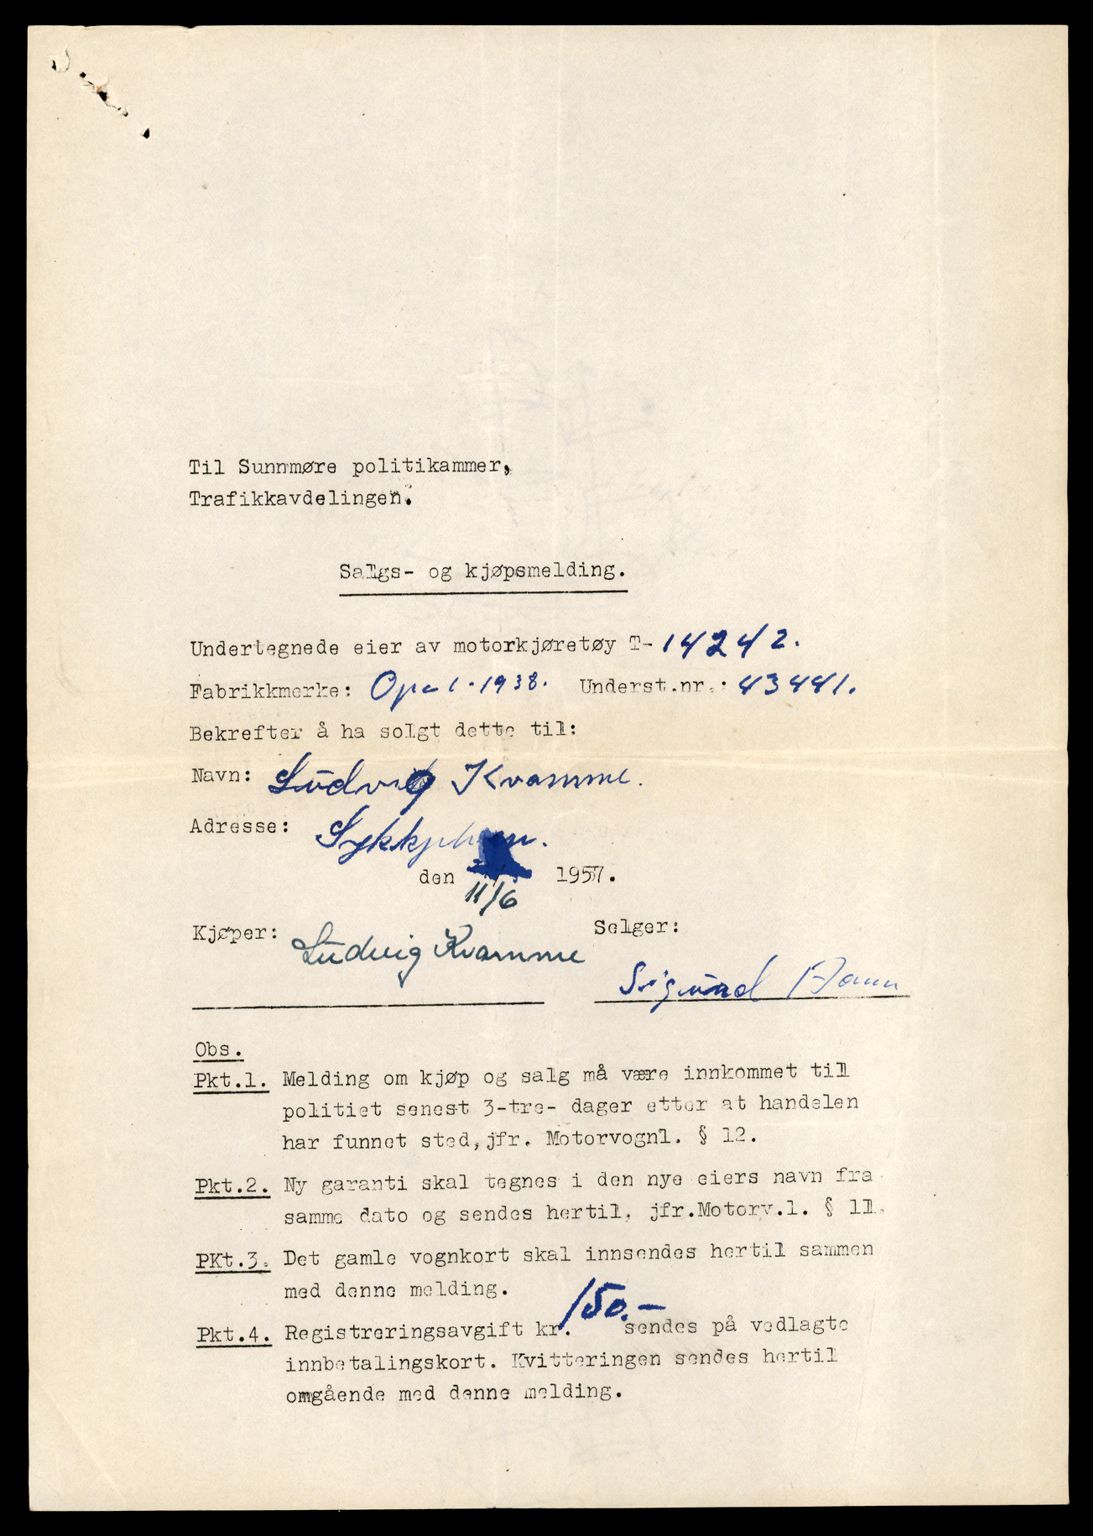 Til Sunnmøre politikammer,
Trafikkavdelingen.
Salgs- og kjøpsmelding.
Undertegnede eier av motorkjøretøy T- 14242.
Fabrikkmerke: Opel. 1938. Underst.nr.: 43441.
Bekrefter å ha solgt dette til:
Navn: Ludvig Kvamme.
Adresse:
den 1957.
11/6
Kjøper: Ludvig Kvamme Selger:
Sigurd
Obs.
Pkt.1. Melding om kjøp og salg må være innkommet till
politiet senest 3-tre- dager etter at handelen
har funnet sted, jfr. Motorvognl. § 12.
Pkt.2. Ny garanti skal tegnes i den nye eiers navn fra
samme dato og sendes hertil, jfr.Motorv.l. § 11.
PKt.3. Det gamle vognkort skal innsendes hertil sammen
med denne melding.
Pkt.4. Registreringsavgift kr. 150.- sendes på vedlagte
innbetalingskort. Kvitteringen sendes hertil
omgående med denne melding.